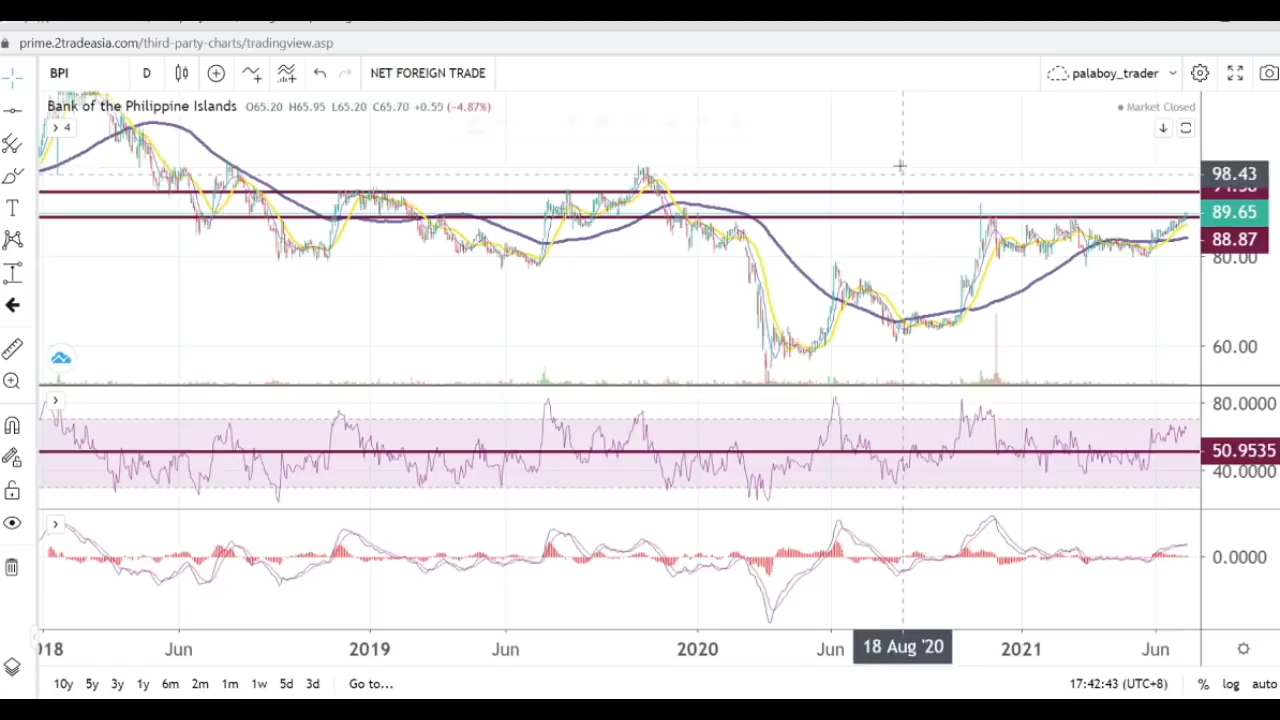 prime.2tradeasia.com/third-party-charts/tradingview.asp
BPI D NET FOREIGN TRADE palaboy_trader
Bank of the Philippine Islands O65.20 H65.95 L65.20 C65.70 +0.55 (−4.87%) Market Closed
4
98.43
89.65
88.87
80.00
60.00
80.0000
50.9535
40.0000
0.0000
2018 Jun 2019 Jun 2020 Jun 18 Aug '20 2021 Jun
10y 5y 3y 1y 6m 2m 1m 1w 5d 3d Go to... 17:42:43 (UTC+8) % log auto